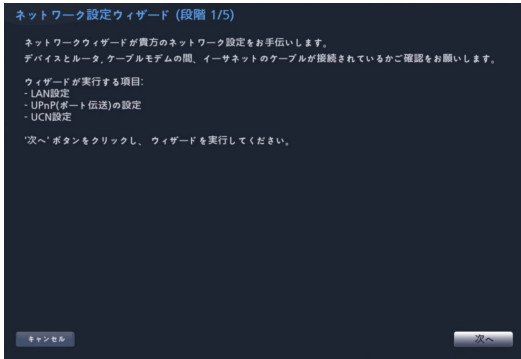 ネットワーク設定ウィザード (段階 1/5)
ネットワークウィザードが貴方のネットワーク設定をお手伝いします。
デバイスとルータ, ケーブルモデムの間、イーサネットのケーブルが接続されているかご確認をお願いします。
ウィザードが実行する項目:
- LAN設定
- UPnP(ポート伝送)の設定
- UCN設定
'次へ' ボタンをクリックし、 ウィザードを実行してください。
キャンセル
次へ